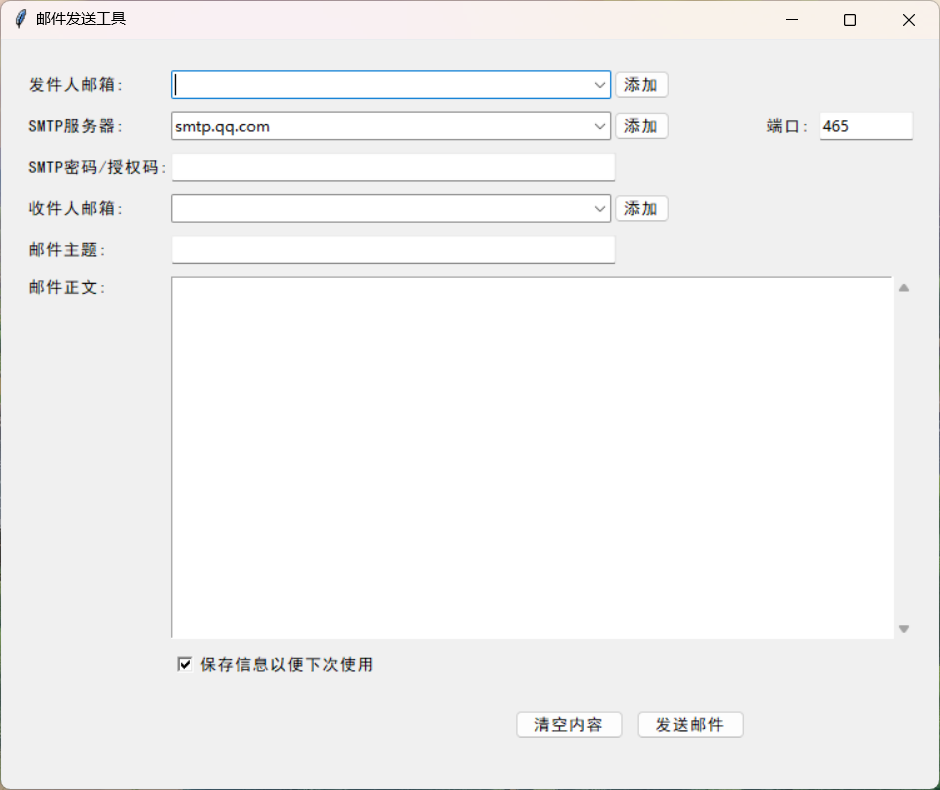 邮件发送工具
发件人邮箱: 添加
SMTP服务器: smtp.qq.com 添加 端口: 465
SMTP密码/授权码:
收件人邮箱: 添加
邮件主题:
邮件正文:
保存信息以便下次使用
清空内容 发送邮件